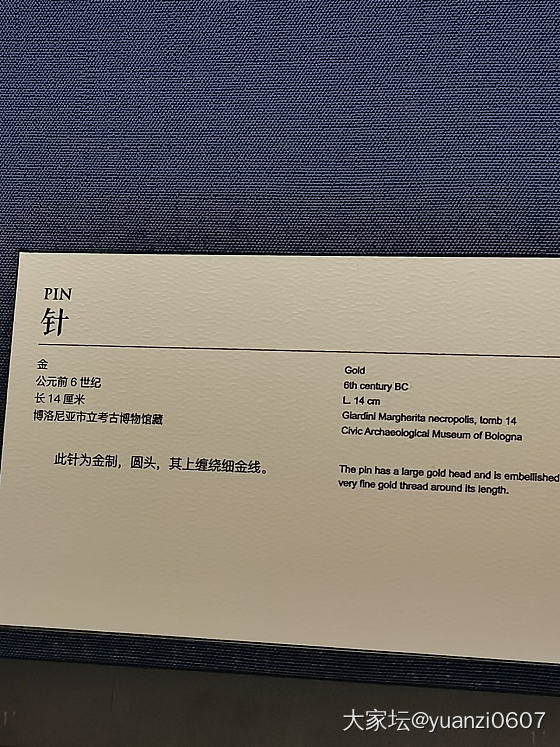 PIN
针
金
公元前 6 世纪
长 14 厘米
博洛尼亚市立考古博物馆藏
此针为金制，圆头，其上缠绕细金线。
Gold
6th century BC
L. 14 cm
Giardini Margherita necropolis, tomb 14
Civic Archaeological Museum of Bologna
The pin has a large gold head and is embellished
very fine gold thread around its length.
大家坛@yuanzi0607